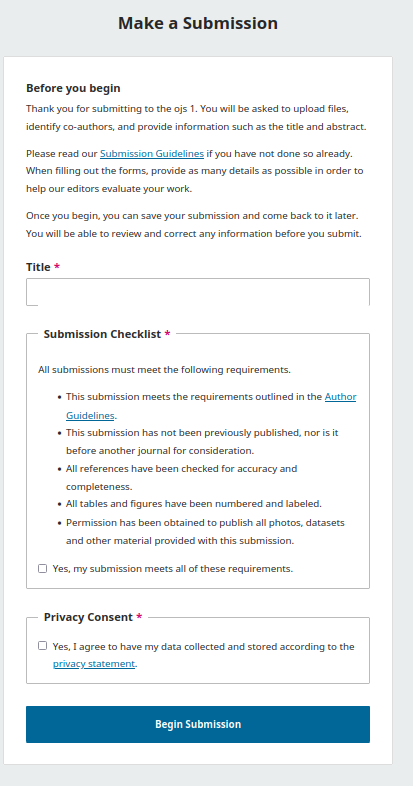 Make a Submission
Before you begin
Thank you for submitting to the ojs 1. You will be asked to upload files,
identify co-authors, and provide information such as the title and abstract.
Please read our Submission Guidelines if you have not done so already.
When filling out the forms, provide as many details as possible in order to
help our editors evaluate your work.
Once you begin, you can save your submission and come back to it later.
You will be able to review and correct any information before you submit.
Title *
Submission Checklist *
All submissions must meet the following requirements.
• This submission meets the requirements outlined in the Author
Guidelines.
• This submission has not been previously published, nor is it
before another journal for consideration.
• All references have been checked for accuracy and
completeness.
• All tables and figures have been numbered and labeled.
• Permission has been obtained to publish all photos, datasets
and other material provided with this submission.
Yes, my submission meets all of these requirements.
Privacy Consent *
Yes, I agree to have my data collected and stored according to the
privacy statement.
Begin Submission